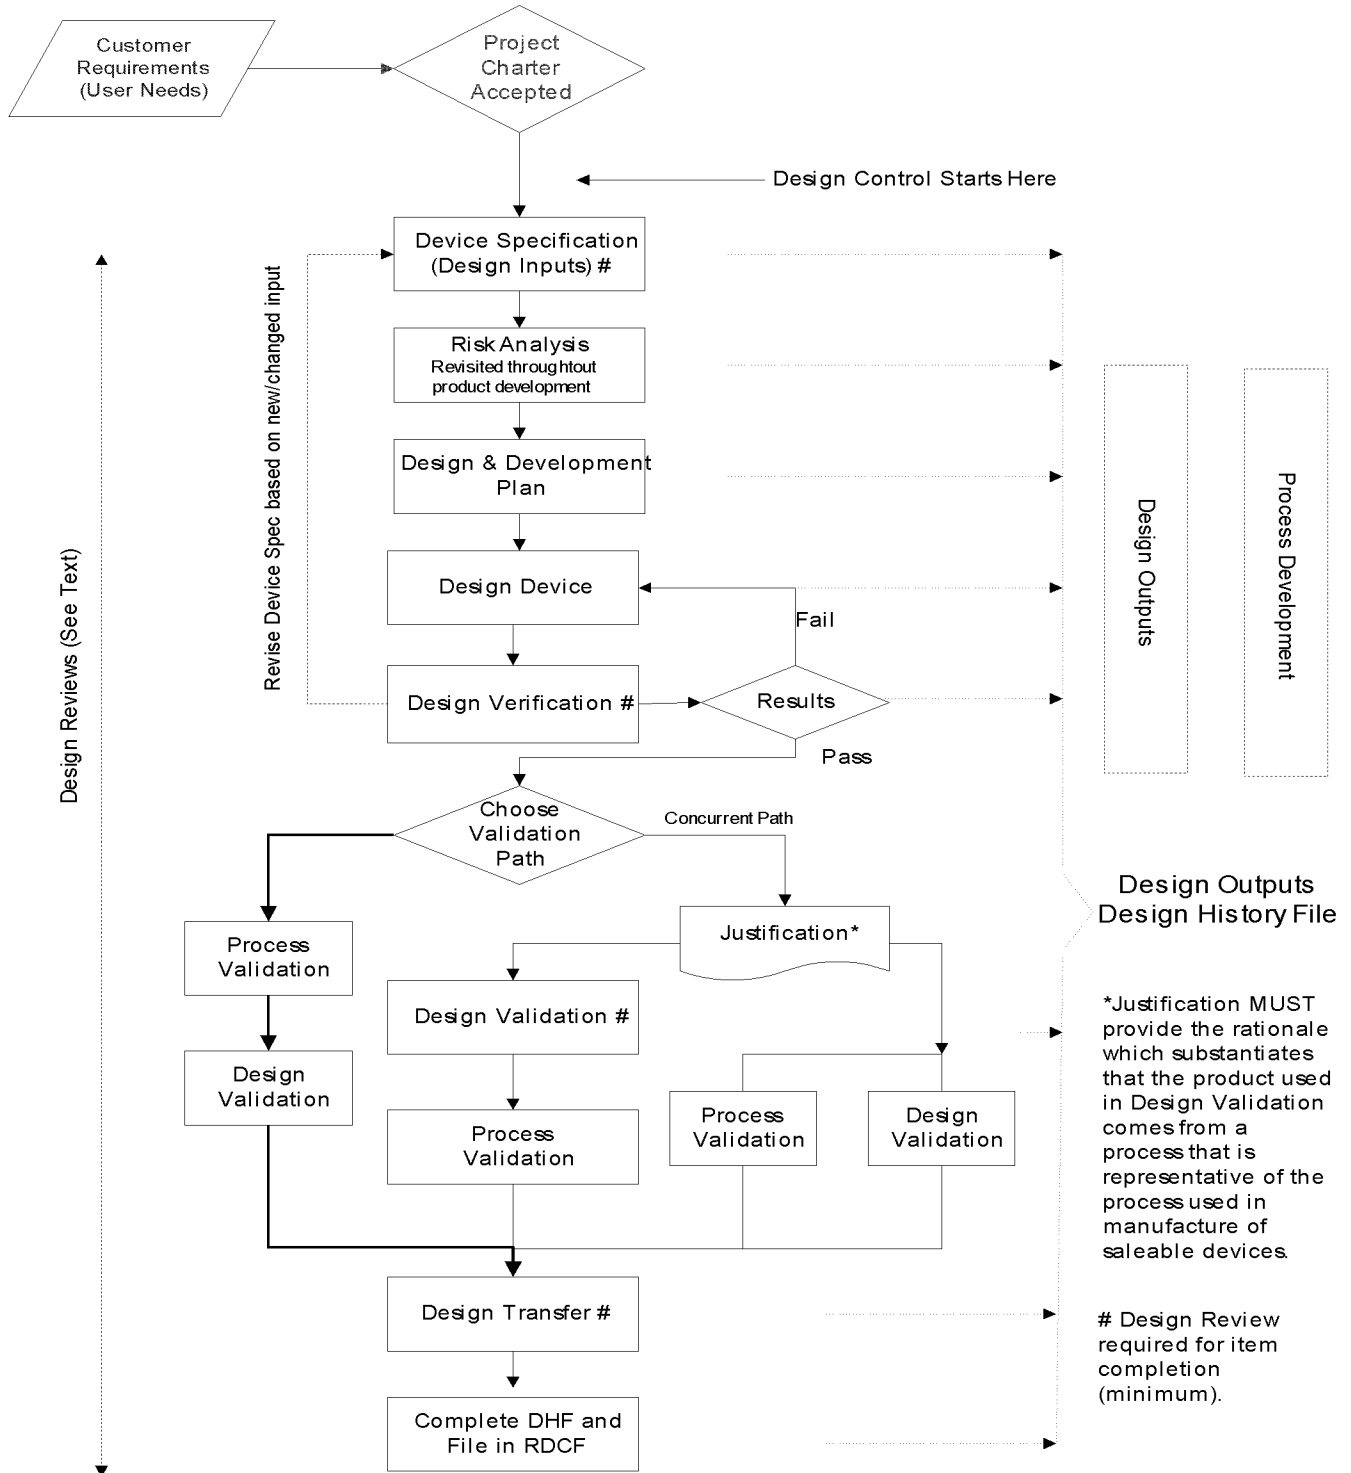 Customer
Requirements
(User Needs)
Project
Charter
Accepted
Design Control Starts Here
Device Specification
(Design Inputs) #
Risk Analysis
Revisited throughtout
product development
Design & Development
Plan
Design Device
Fail
Design Verification #
Results
Pass
Revise Device Spec based on new/changed input
Design Reviews (See Text)
Choose
Validation
Path
Concurrent Path
Justification*
Process
Validation
Design
Validation
Design Validation #
Process
Validation
Process
Validation
Design
Validation
Design Transfer #
Complete DHF and
File in RDCF
Design Outputs
Process Development
Design Outputs
Design History File
*Justification MUST
provide the rationale
which substantiates
that the product used
in Design Validation
comes from a
process that is
representative of the
process used in
manufacture of
saleable devices.
# Design Review
required for item
completion
(minimum).